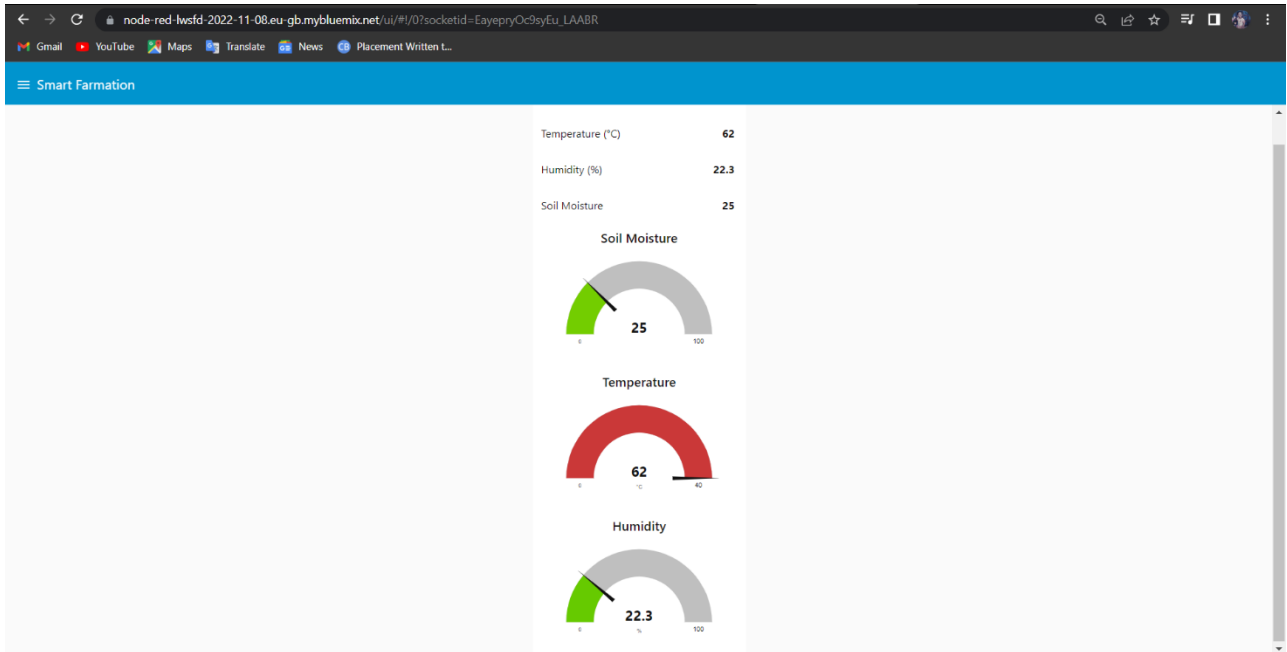 node-red-lwsfd-2022-11-08.eu-gb.mybluemix.net/ui/#!/0?socketid=EayepryOc9syEu_LAABR
Gmail YouTube Maps Translate GB News CB Placement Written t...
Smart Farmation
Temperature (°C) 62
Humidity (%) 22.3
Soil Moisture 25
Soil Moisture
25
0 100
Temperature
62
0 °C 40
Humidity
22.3
0 % 100